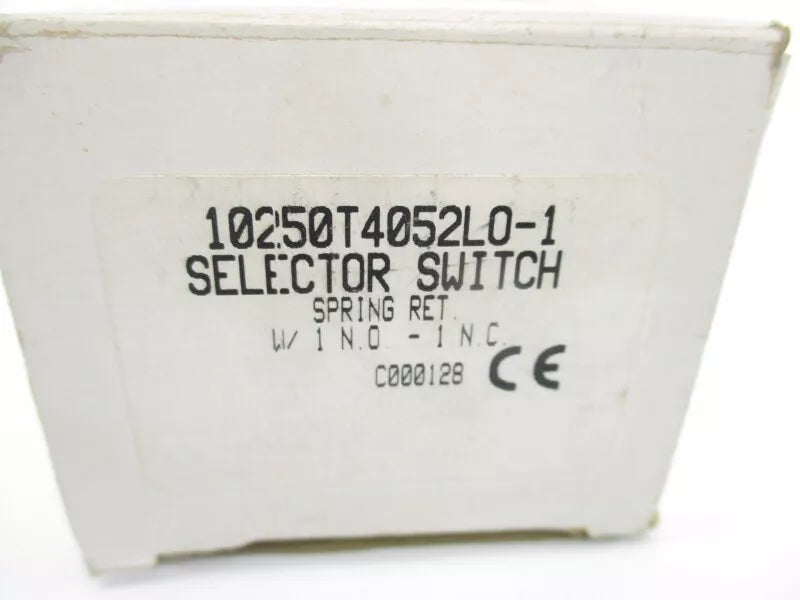 10250T4052LO-1
SELECTOR SWITCH
SPRING RET.
W/ 1 N.O. - 1 N.C.
C000128 CE